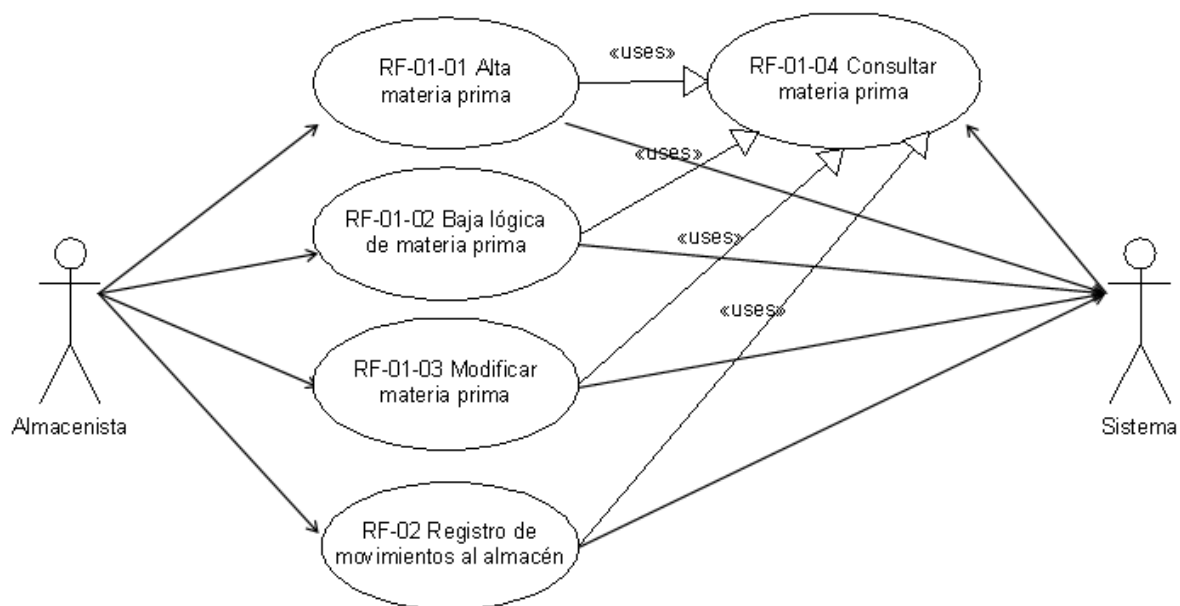 «uses»
RF-01-01 Alta
materia prima
RF-01-04 Consultar
materia prima
«uses»
RF-01-02 Baja lógica
de materia prima
«uses»
«uses»
RF-01-03 Modificar
materia prima
Almacenista
Sistema
RF-02 Registro de
movimientos al almacén